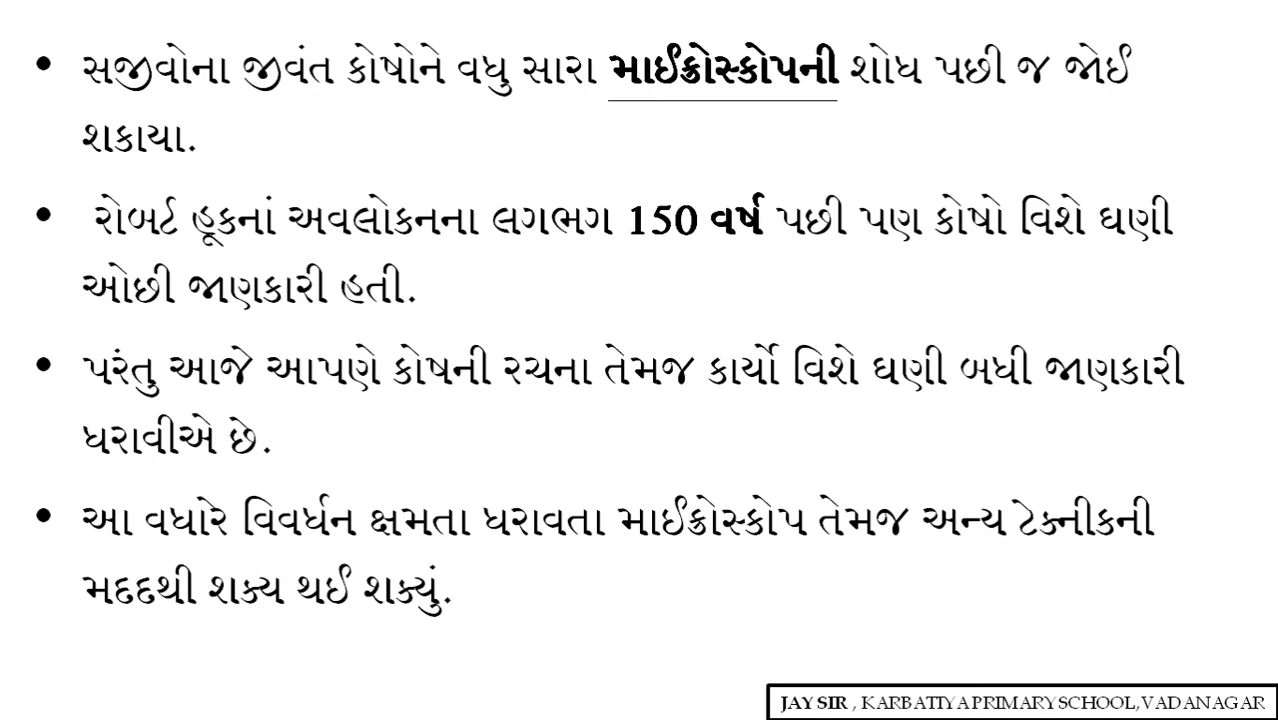 • સજીવોના જીવંત કોષોને વધુ સારા માઈક્રોસ્કોપની શોધ પછી જ જોઈ
શકાયા.
• રોબર્ટ હૂકનાં અવલોકનના લગભગ 150 વર્ષ પછી પણ કોષો વિશે ઘણી
ઓછી જાણકારી હતી.
• પરંતુ આજે આપણે કોષની રચના તેમજ કાર્યો વિશે ઘણી બધી જાણકારી
ધરાવીએ છે.
• આ વધારે વિવર્ધન ક્ષમતા ધરાવતા માઈક્રોસ્કોપ તેમજ અન્ય ટેક્નીકની
મદદથી શક્ય થઈ શક્યું.
JAY SIR , KARBATIYA PRIMARY SCHOOL, VADANAGAR